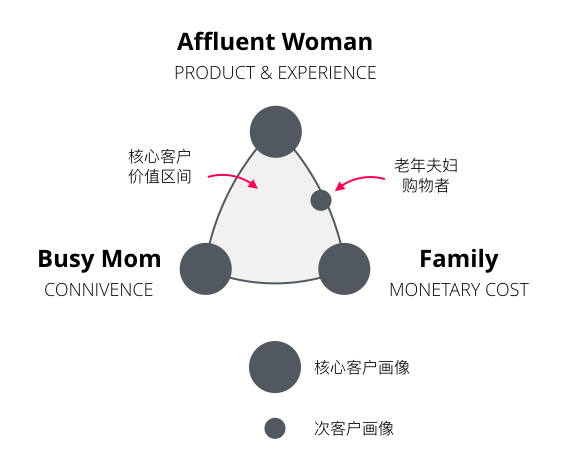 Affluent Woman
PRODUCT & EXPERIENCE
核心客户
价值区间
老年夫妇
购物者
Busy Mom
CONNIVENCE
Family
MONETARY COST
核心客户画像
次客户画像